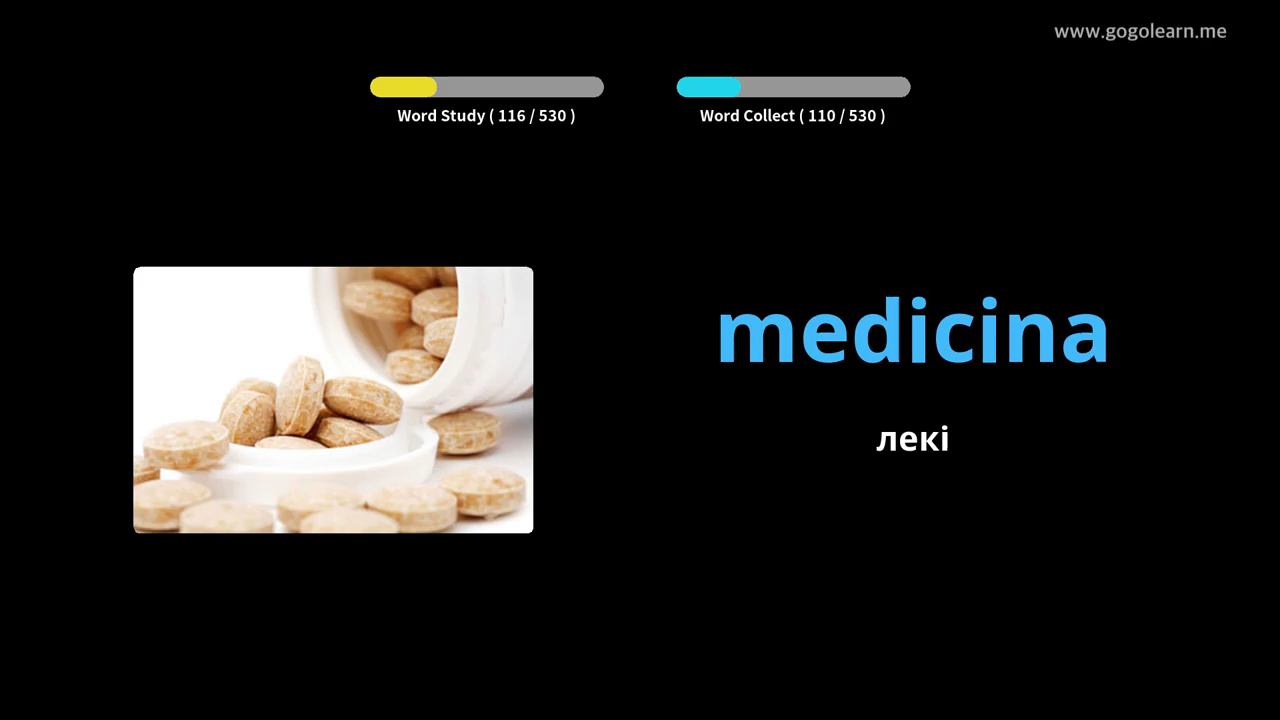 www.gogolearn.me
Word Study ( 116 / 530 )
Word Collect ( 110 / 530 )
medicina
лекі